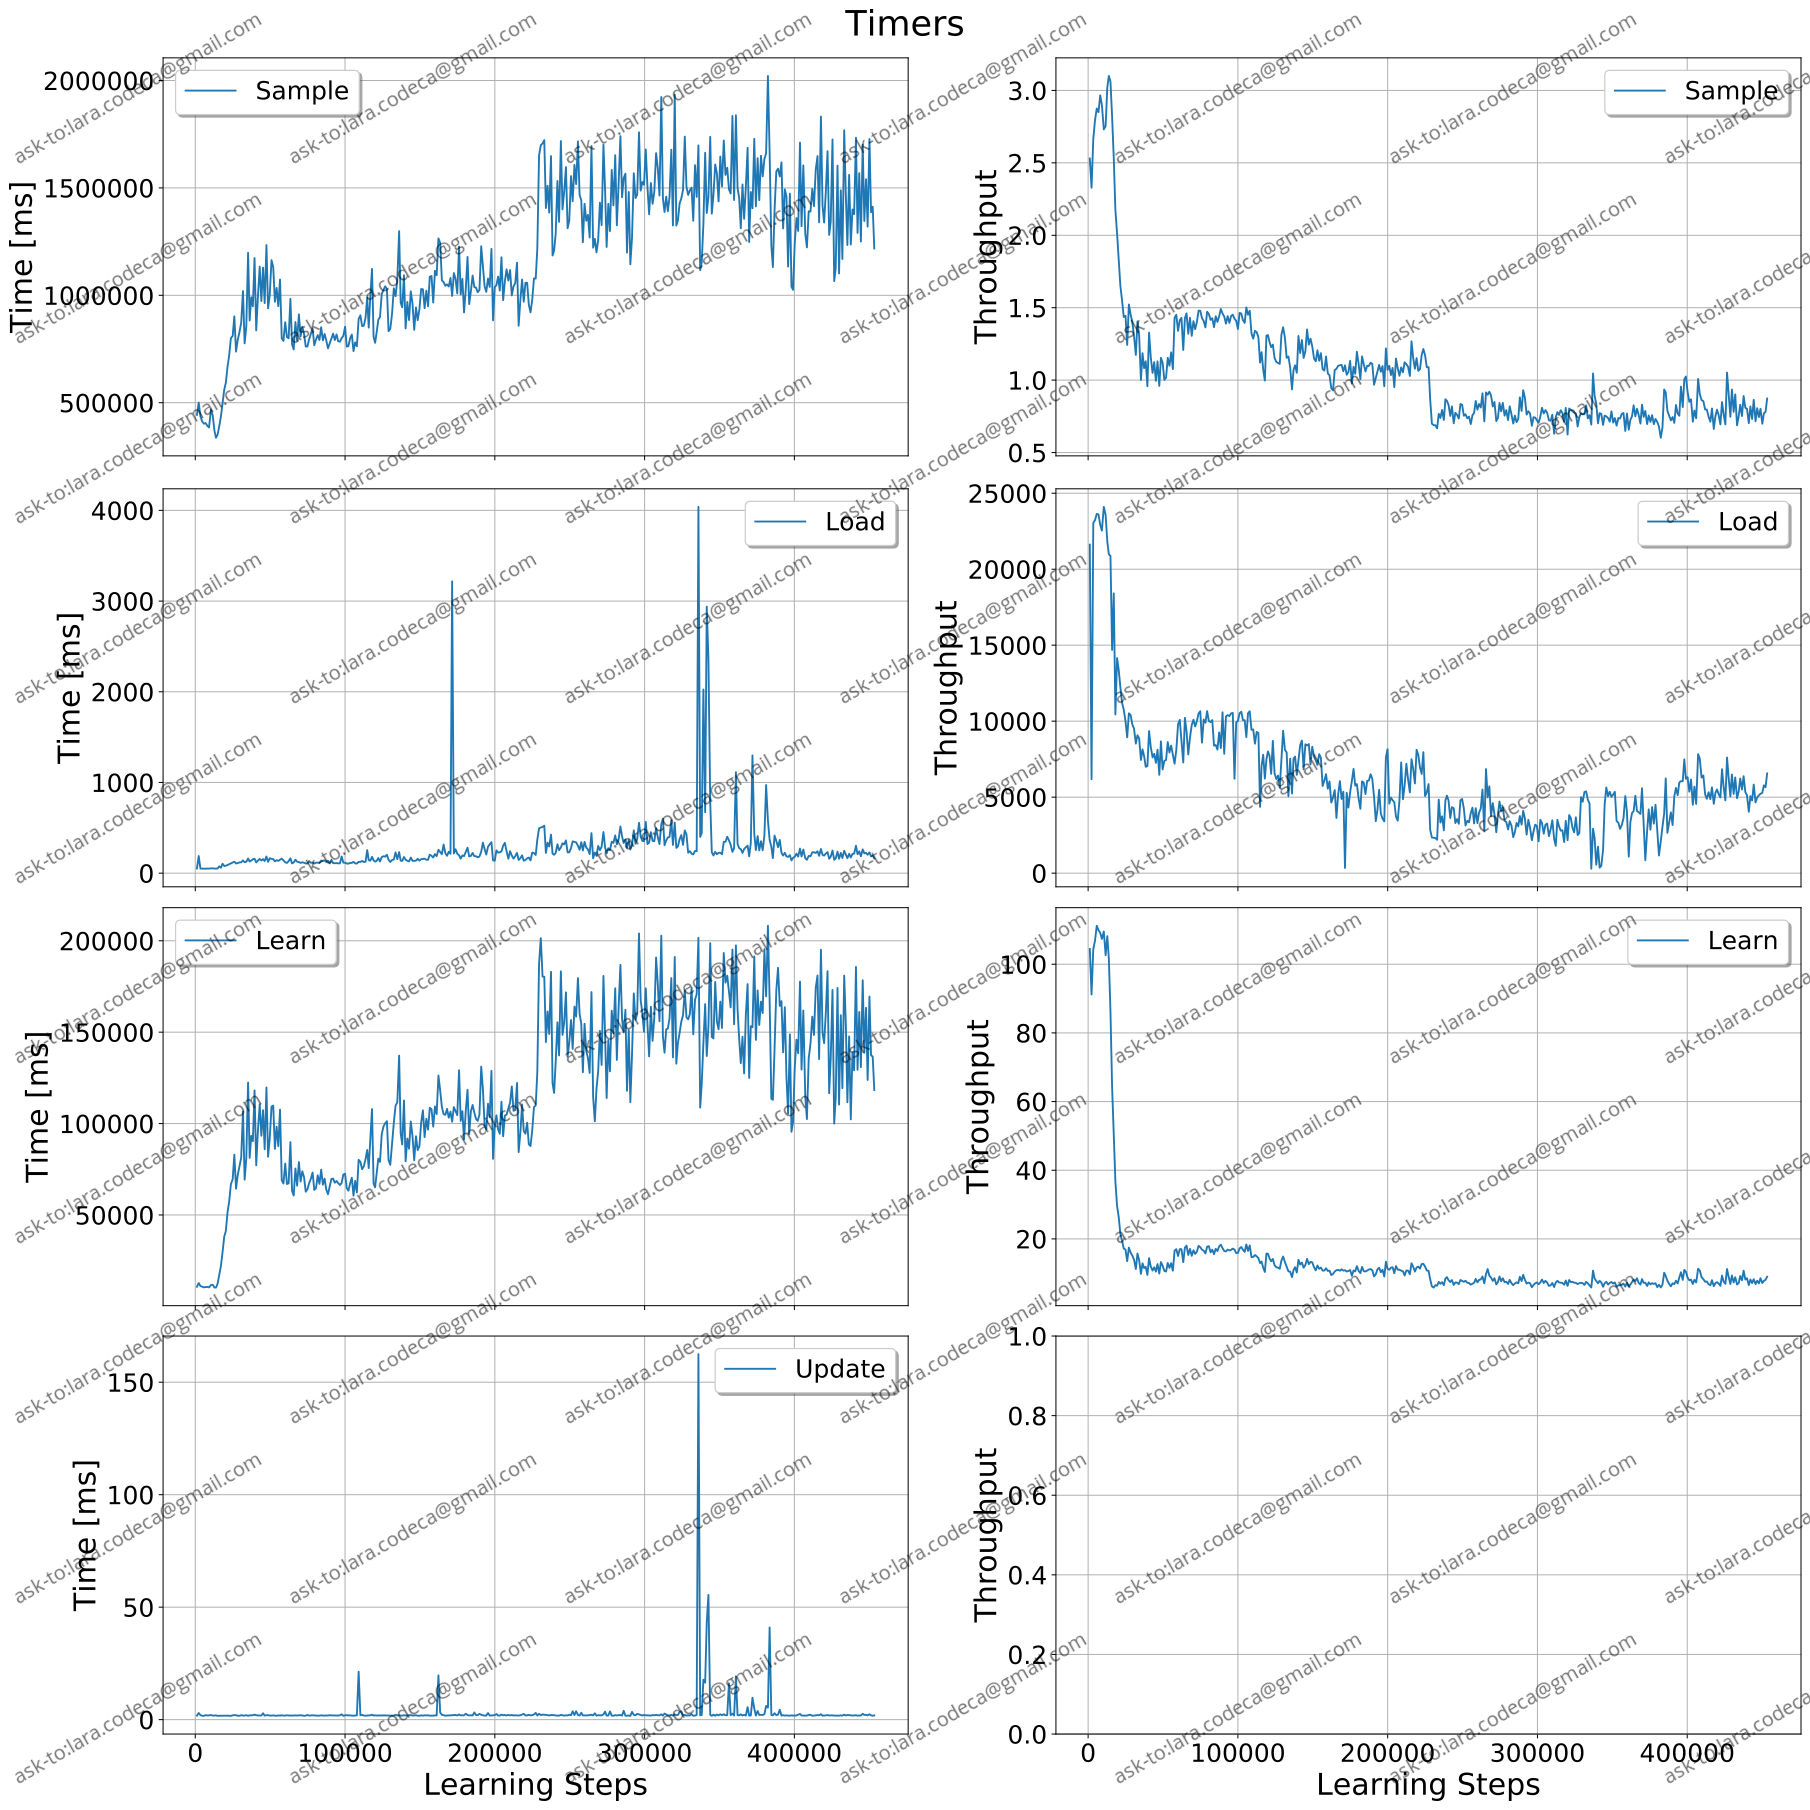 Timers
Time [ms]
2000000
1500000
1000000
500000
Sample
Throughput
3.0
2.5
2.0
1.5
1.0
0.5
Sample
Time [ms]
4000
3000
2000
1000
0
Load
Throughput
25000
20000
15000
10000
5000
0
Load
Time [ms]
200000
150000
100000
50000
Learn
Throughput
100
80
60
40
20
Learn
Time [ms]
150
100
50
0
Update
0 100000 200000 300000 400000
Learning Steps
Throughput
1.0
0.8
0.6
0.4
0.2
0.0
0 100000 200000 300000 400000
Learning Steps
ask-to:lara.codeca@gmail.com